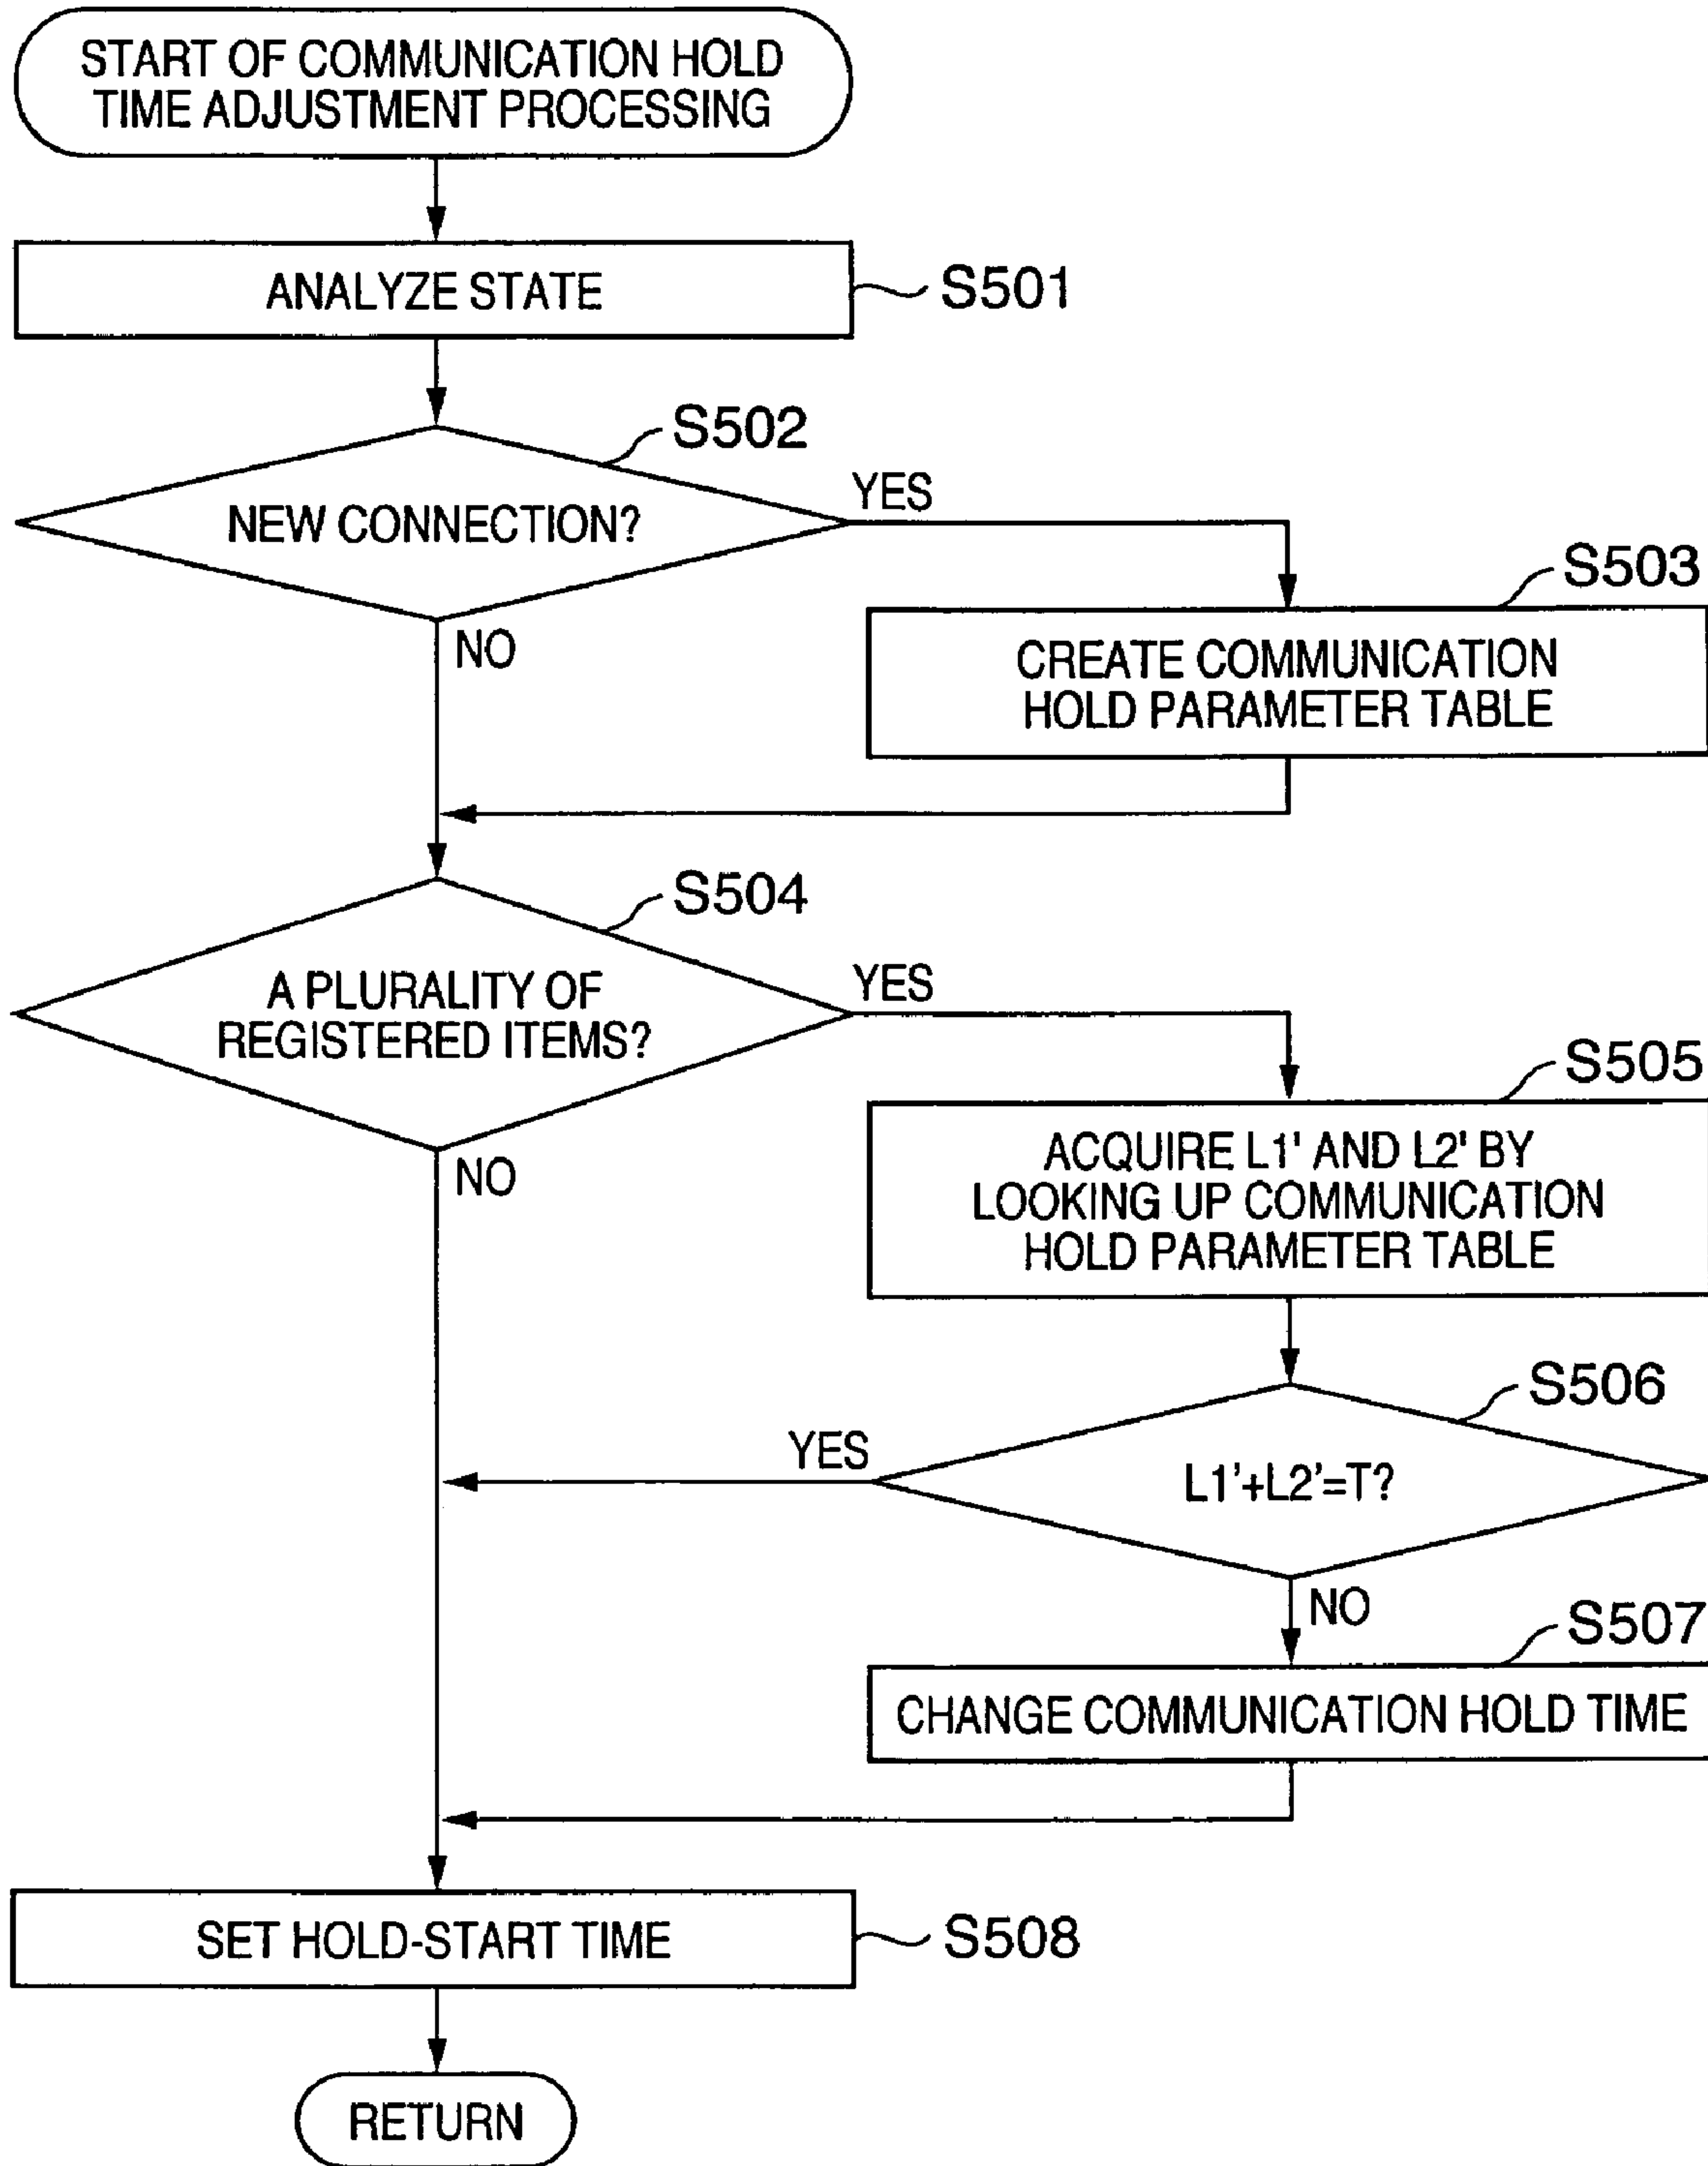 START OF COMMUNICATION HOLD
TIME ADJUSTMENT PROCESSING
ANALYZE STATE
S501
S502
NEW CONNECTION?
YES
NO
S503
CREATE COMMUNICATION
HOLD PARAMETER TABLE
S504
A PLURALITY OF
REGISTERED ITEMS?
YES
NO
S505
ACQUIRE L1' AND L2' BY
LOOKING UP COMMUNICATION
HOLD PARAMETER TABLE
S506
YES
L1'+L2'=T?
NO
S507
CHANGE COMMUNICATION HOLD TIME
SET HOLD-START TIME
S508
RETURN